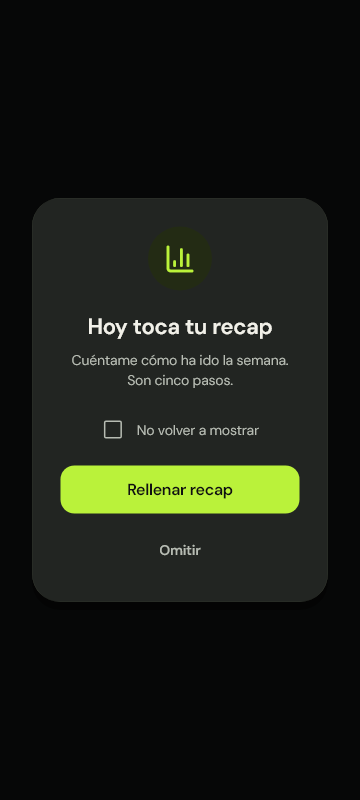 Hoy toca tu recap
Cuéntame cómo ha ido la semana.
Son cinco pasos.
No volver a mostrar
Rellenar recap
Omitir